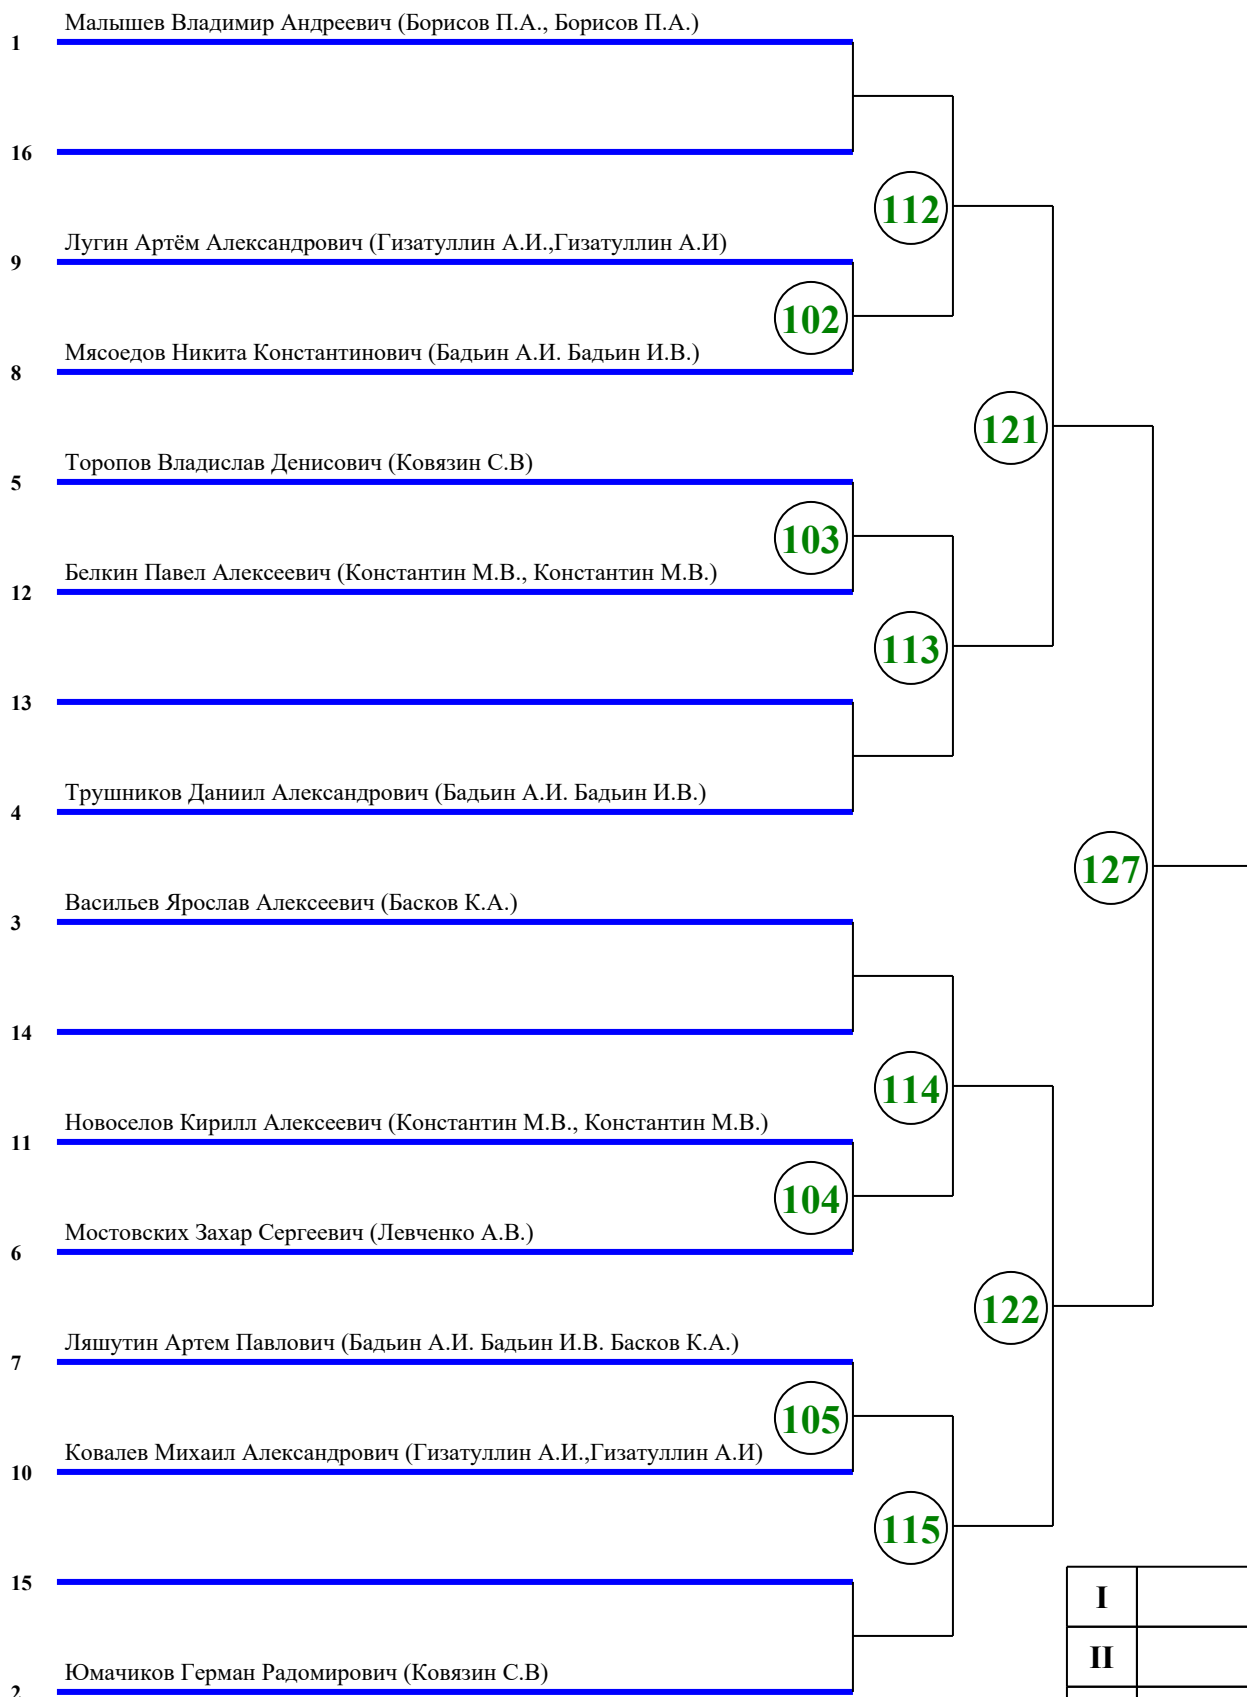 Малышев Владимир Андреевич (Борисов П.А., Борисов П.А.)
1
16
112
Лугин Артём Александрович (Гизатуллин А.И.,Гизатуллин А.И)
9
102
Мясоедов Никита Константинович (Бадьин А.И. Бадьин И.В.)
8
121
Торопов Владислав Денисович (Ковязин С.В)
5
103
Белкин Павел Алексеевич (Константин М.В., Константин М.В.)
12
113
13
Трушников Даниил Александрович (Бадьин А.И. Бадьин И.В.)
4
127
Васильев Ярослав Алексеевич (Басков К.А.)
3
14
114
Новоселов Кирилл Алексеевич (Константин М.В., Константин М.В.)
11
104
Мостовских Захар Сергеевич (Левченко А.В.)
6
122
Ляшутин Артем Павлович (Бадьин А.И. Бадьин И.В. Басков К.А.)
7
105
Ковалев Михаил Александрович (Гизатуллин А.И.,Гизатуллин А.И)
10
115
15
I
II
Юмачиков Герман Радомирович (Ковязин С.В)
2